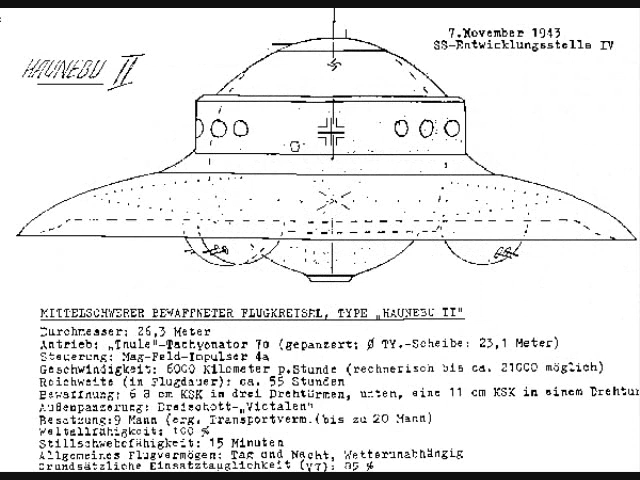 7.November 1943
SS-Entwicklungsstelle IV
HAUNEBU II
MITTELSCHWERER BEWAFFNETER FLUGKREISEL, TYPE „HAUNEBU II"
Durchmesser: 26,3 Meter
Antrieb: „Thule"-Tachyonator 7o (gepanzert; Ø TY.-Scheibe: 23,1 Meter)
Steuerung: Mag-Feld-Impulser 4a
Geschwindigkeit: 6000 Kilometer p.Stunde (rechnerisch bis ca. 21000 möglich)
Reichweite (in Flugdauer): ca. 55 Stunden
Bewaffnung: 6 8 cm KSK in drei Drehtürmen, unten, eine 11 cm KSK in einem Drehtur
Außenpanzerung: Dreischott-„Victalen"
Besatzung:9 Mann (erg. Transportverm.(bis zu 20 Mann)
Weltallfähigkeit: 100 %
Stillschwebefähigkeit: 15 Minuten
Allgemeines Flugvermögen: Tag und Nacht, Wetterunabhängig
Grundsätzliche Einsatztauglichkeit (V7): 85 %